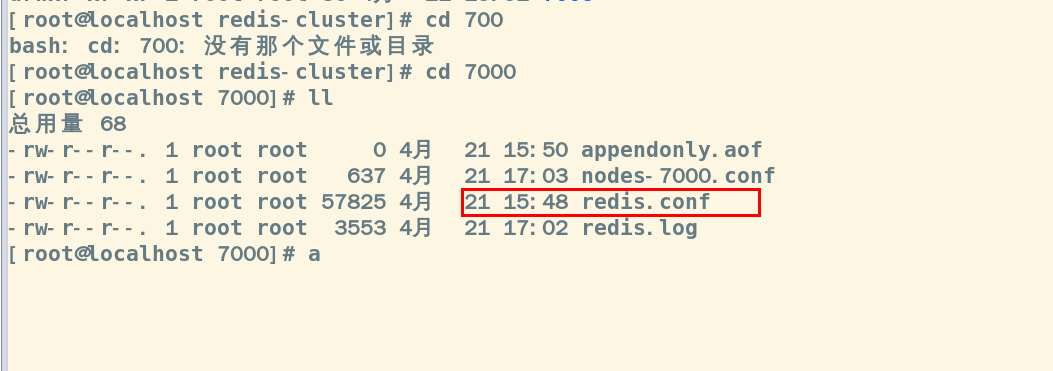 [root@localhost redis-cluster]# cd 700
bash: cd: 700: 没有那个文件或目录
[root@localhost redis-cluster]# cd 7000
[root@localhost 7000]# ll
总用量 68
-rw-r--r--. 1 root root     0 4月  21 15:50 appendonly.aof
-rw-r--r--. 1 root root   637 4月  21 17:03 nodes-7000.conf
-rw-r--r--. 1 root root 57825 4月  21 15:48 redis.conf
-rw-r--r--. 1 root root  3553 4月  21 17:02 redis.log
[root@localhost 7000]# a